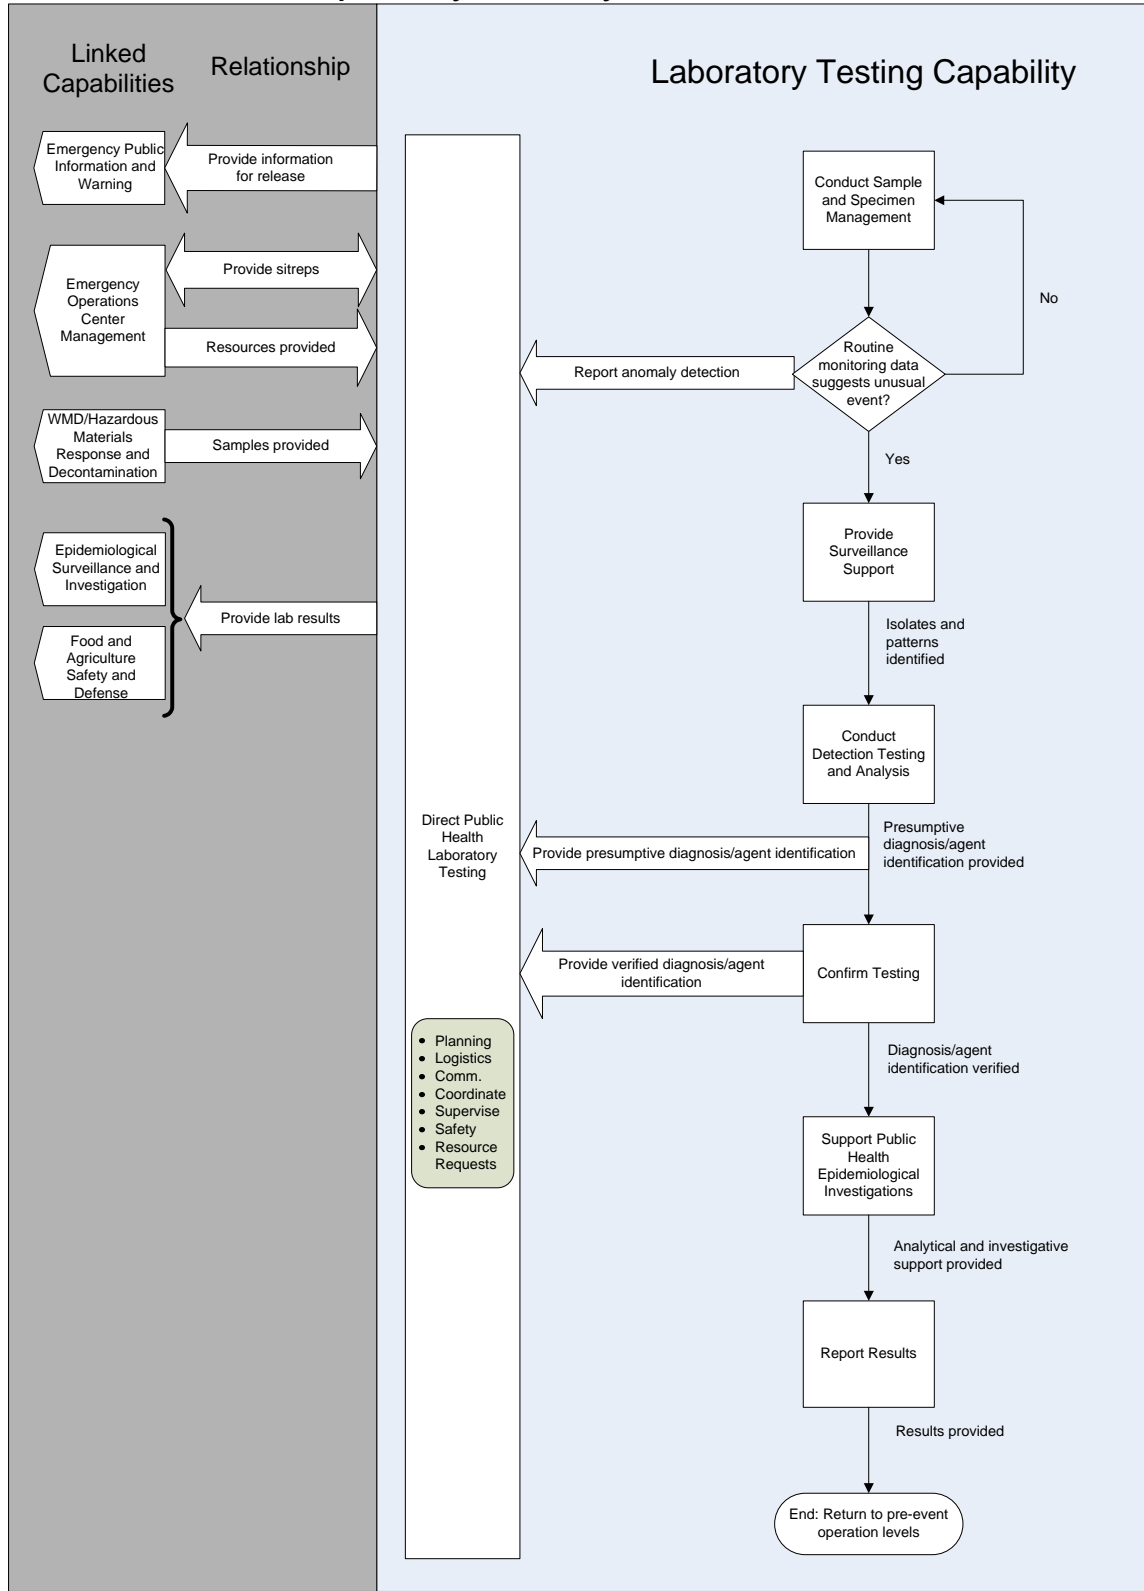 Linked
Capabilities
Relationship
Laboratory Testing Capability
Emergency Public
Information and
Warning
Provide information
for release
Emergency
Operations
Center
Management
Provide sitreps
Resources provided
WMD/Hazardous
Materials
Response and
Decontamination
Samples provided
Epidemiological
Surveillance and
Investigation
Food and
Agriculture
Safety and
Defense
Provide lab results
Direct Public
Health
Laboratory
Testing
• Planning
• Logistics
• Comm.
• Coordinate
• Supervise
• Safety
• Resource
Requests
Conduct Sample
and Specimen
Management
No
Routine
monitoring data
suggests unusual
event?
Report anomaly detection
Yes
Provide
Surveillance
Support
Isolates and
patterns
identified
Conduct
Detection Testing
and Analysis
Presumptive
diagnosis/agent
identification provided
Provide presumptive diagnosis/agent identification
Confirm Testing
Provide verified diagnosis/agent
identification
Diagnosis/agent
identification verified
Support Public
Health
Epidemiological
Investigations
Analytical and investigative
support provided
Report Results
Results provided
End: Return to pre-event
operation levels